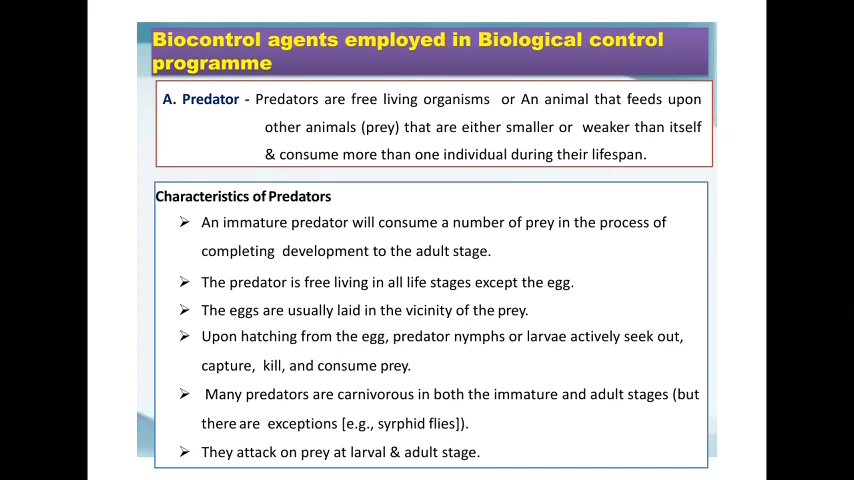 Biocontrol agents employed in Biological control
programme
A. Predator - Predators are free living organisms or An animal that feeds upon
other animals (prey) that are either smaller or weaker than itself
& consume more than one individual during their lifespan.
Characteristics of Predators
➢ An immature predator will consume a number of prey in the process of
completing development to the adult stage.
➢ The predator is free living in all life stages except the egg.
➢ The eggs are usually laid in the vicinity of the prey.
➢ Upon hatching from the egg, predator nymphs or larvae actively seek out,
capture, kill, and consume prey.
➢ Many predators are carnivorous in both the immature and adult stages (but
there are exceptions [e.g., syrphid flies]).
➢ They attack on prey at larval & adult stage.